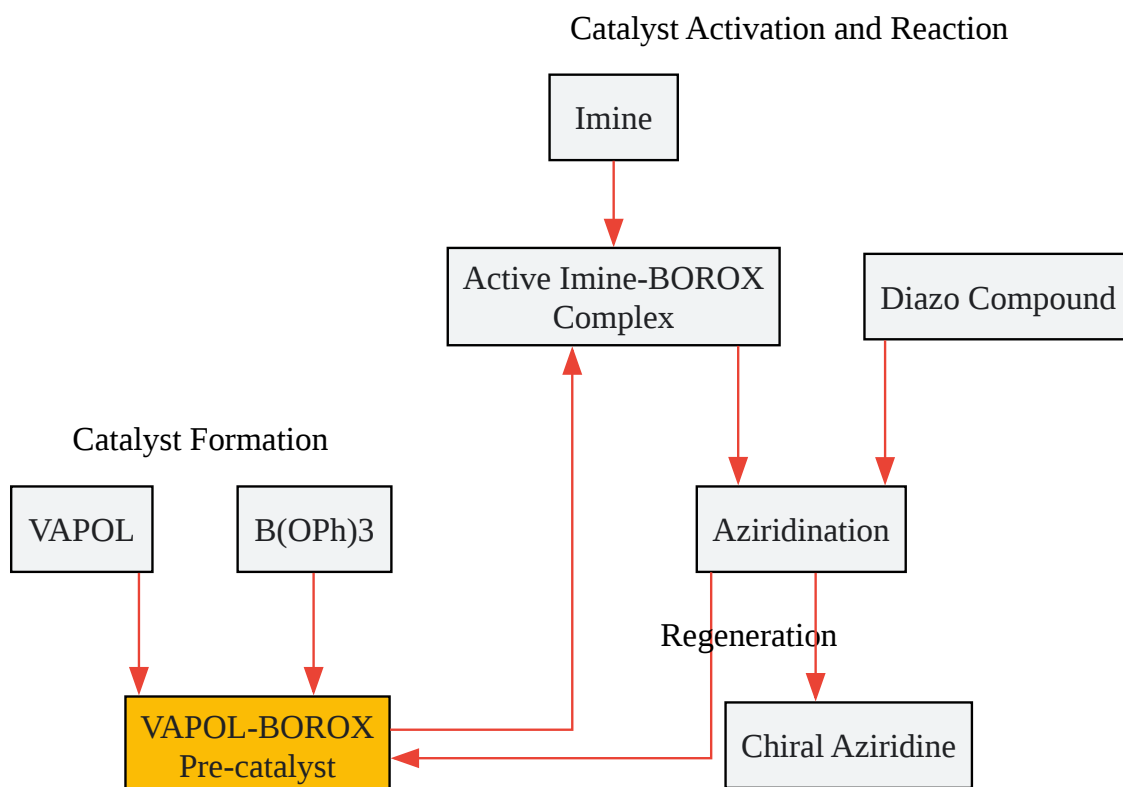 Catalyst Activation and Reaction
Imine
Active Imine-BOROX
Complex
Diazo Compound
Catalyst Formation
VAPOL
B(OPh)3
Aziridination
Regeneration
VAPOL-BOROX
Pre-catalyst
Chiral Aziridine